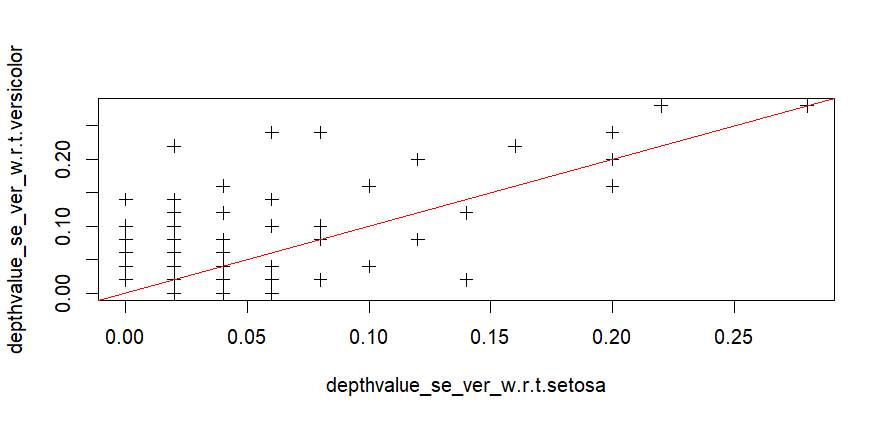 depthvalue_se_ver_w.r.t.versicolor
0.20
0.10
0.00
0.00 0.05 0.10 0.15 0.20 0.25
depthvalue_se_ver_w.r.t.setosa